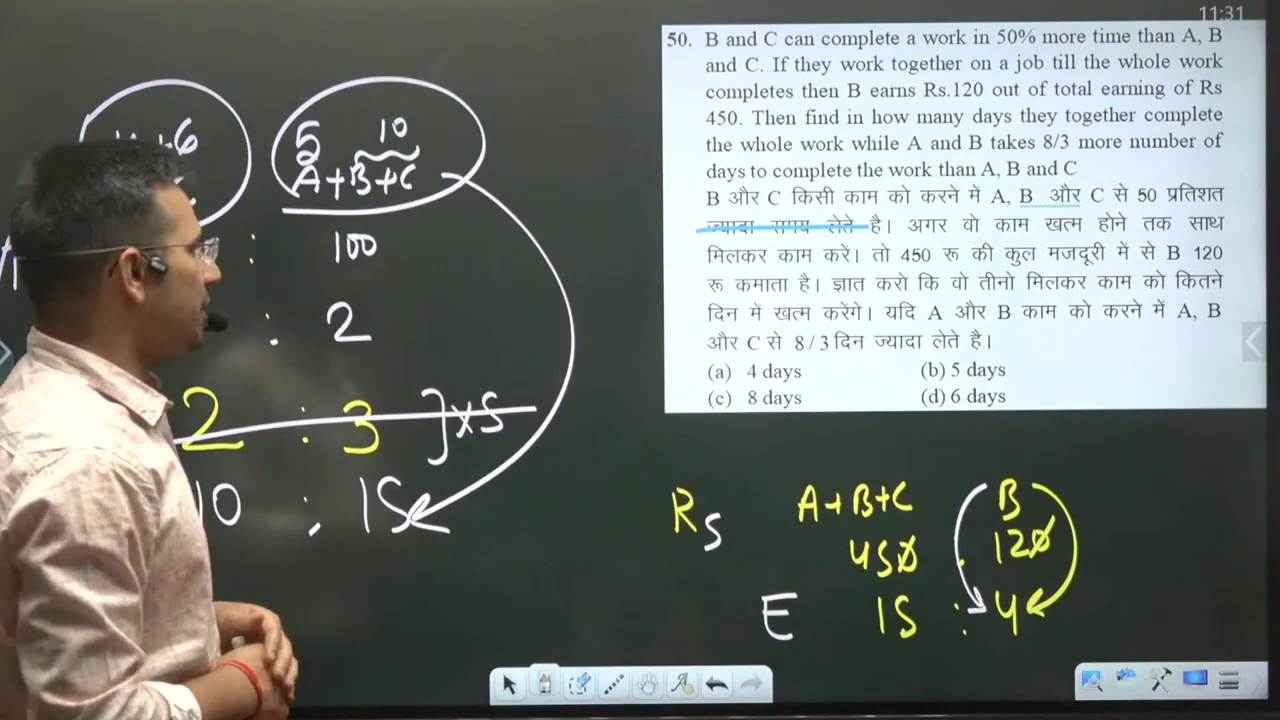 11:31
50. B and C can complete a work in 50% more time than A, B
and C. If they work together on a job till the whole work
completes then B earns Rs.120 out of total earning of Rs
450. Then find in how many days they together complete
the whole work while A and B takes 8/3 more number of
days to complete the work than A, B and C
B और C किसी काम को करने में A, B और C से 50 प्रतिशत
ज्यादा समय लेते है। अगर वो काम खत्म होने तक साथ
मिलकर काम करें। तो 450 रू की कुल मजदूरी में से B 120
रू कमाता है। ज्ञात करो कि वो तीनो मिलकर काम को कितने
दिन में खत्म करेंगे। यदि A और B काम को करने में A, B
और C से 8/3 दिन ज्यादा लेते है।
(a) 4 days (b) 5 days
(c) 8 days (d) 6 days
6
5 10
A+B+C
: 100
: 2
2 : 3 } x 5
10 : 15
Rs A+B+C B
450 : 120
E 15 : 4